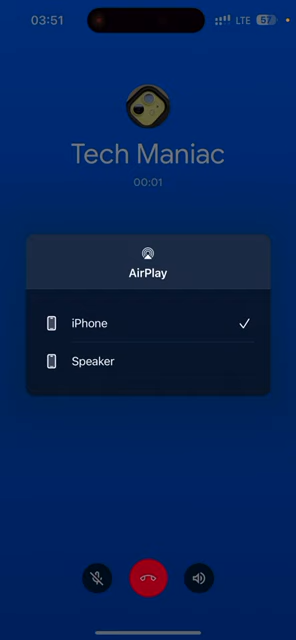 03:51
LTE
57
Tech Maniac
00:01
AirPlay
iPhone
Speaker